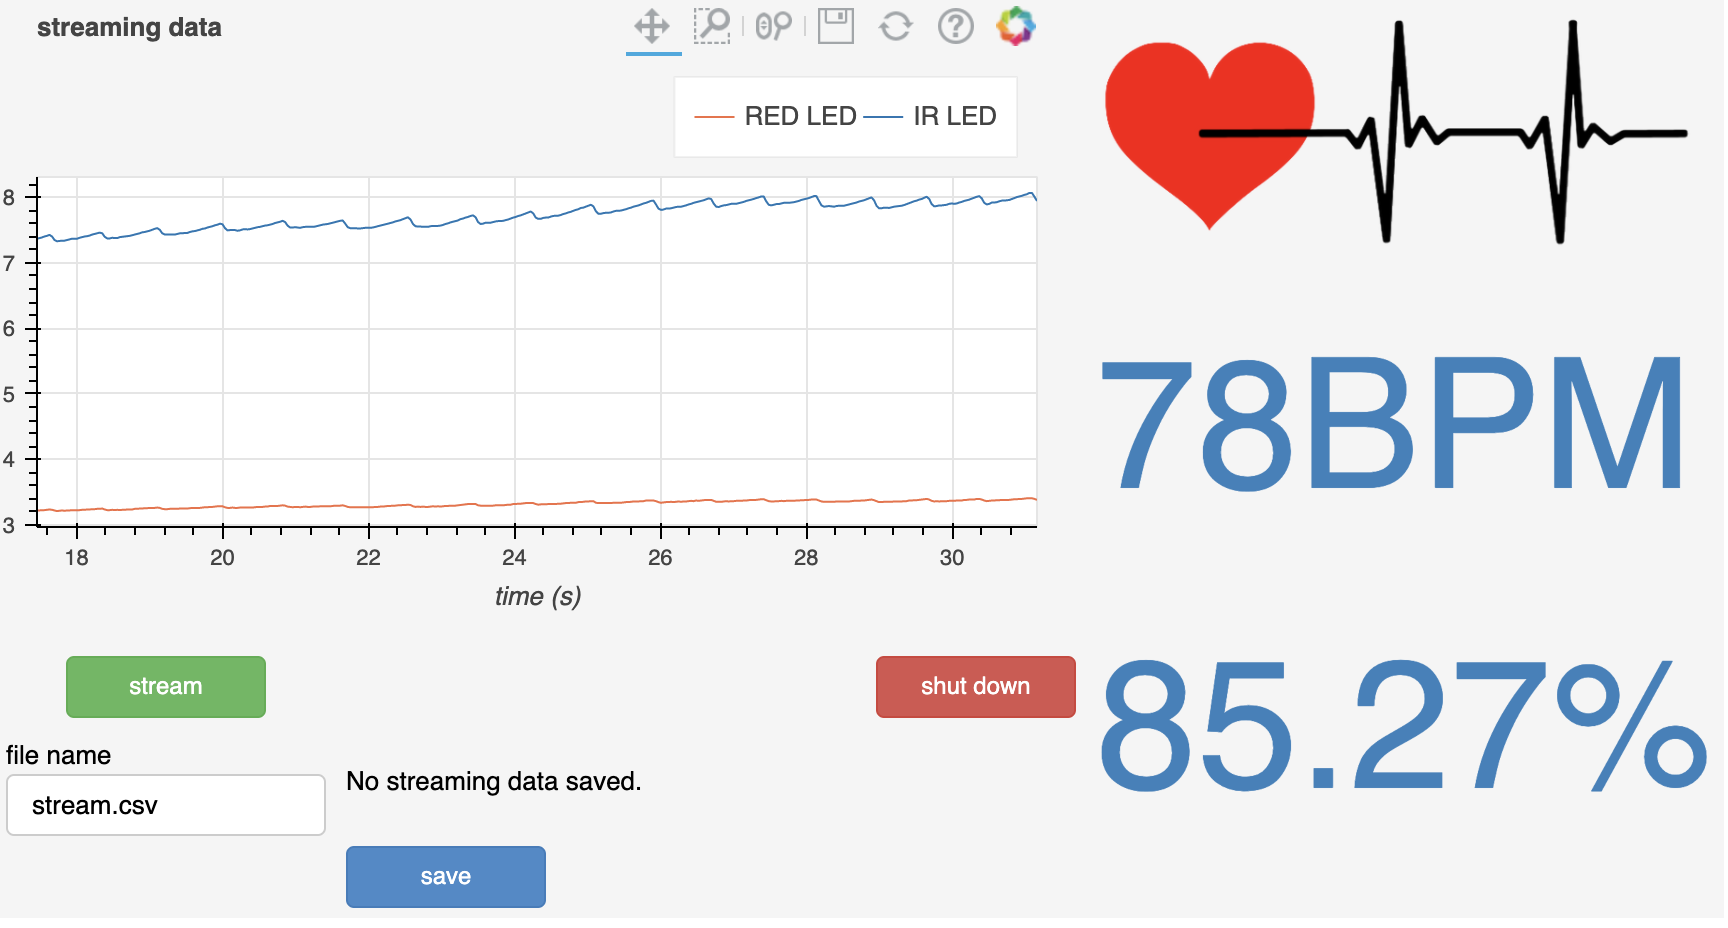 streaming data
RED LED IR LED
8
7
6
5
4
3
18 20 22 24 26 28 30
time (s)
78BPM
85.27%
stream
shut down
file name
stream.csv
No streaming data saved.
save